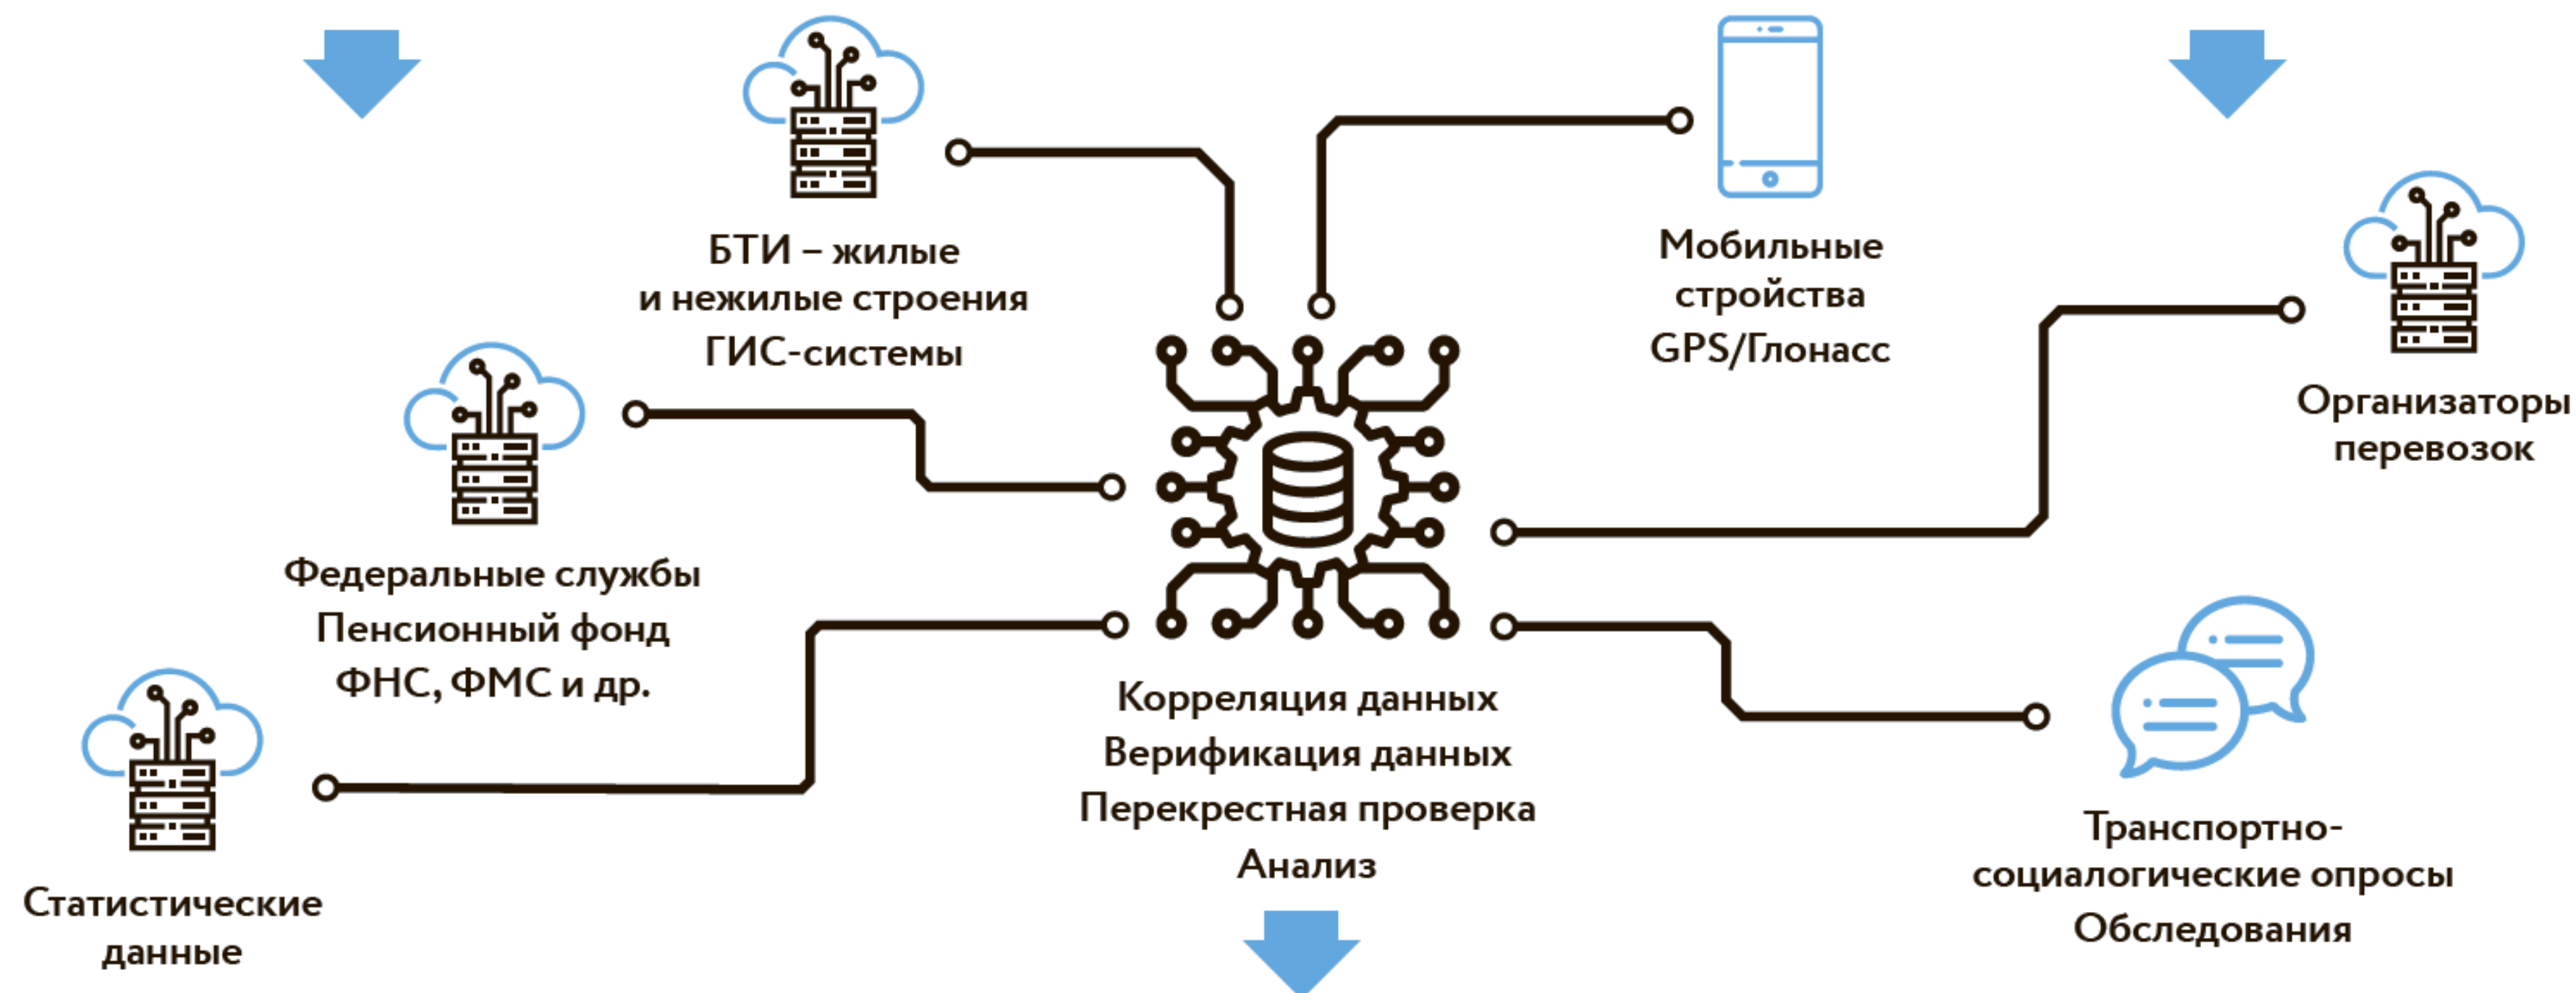 БТИ – жилые
и нежилые строения
ГИС-системы
Мобильные
стройства
GPS/Глонасс
Организаторы
перевозок
Федеральные службы
Пенсионный фонд
ФНС, ФМС и др.
Корреляция данных
Верификация данных
Перекрестная проверка
Анализ
Транспортно-
социалогические опросы
Обследования
Статистические
данные